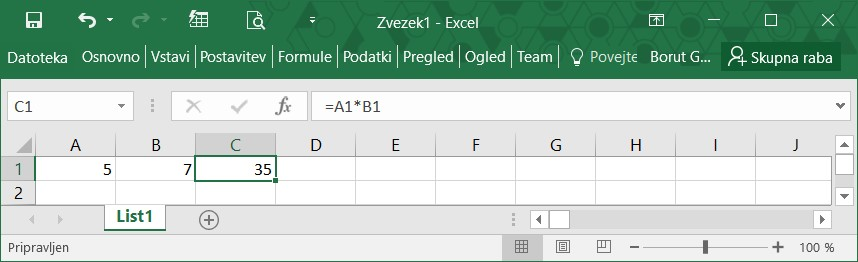 Zvezek1 - Excel
Datoteka Osnovno Vstavi Postavitev Formule Podatki Pregled Ogled Team Povejte Borut G... Skupna raba
C1 fx =A1*B1
A B C D E F G H I J
1 5 7 35
2
List1
Pripravljen 100 %